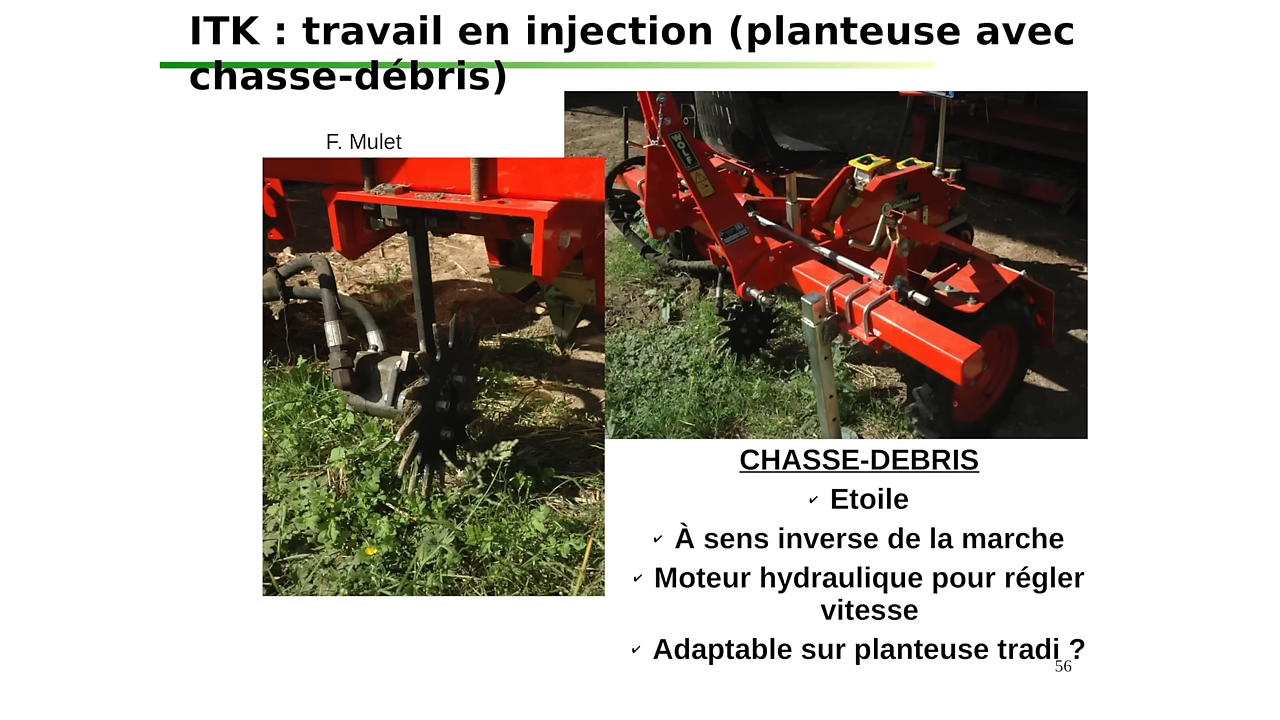 ITK : travail en injection (planteuse avec
chasse-débris)
F. Mulet
WOLF
CHASSE-DEBRIS
✓ Etoile
✓ À sens inverse de la marche
✓ Moteur hydraulique pour régler
vitesse
✓ Adaptable sur planteuse tradi ?
56